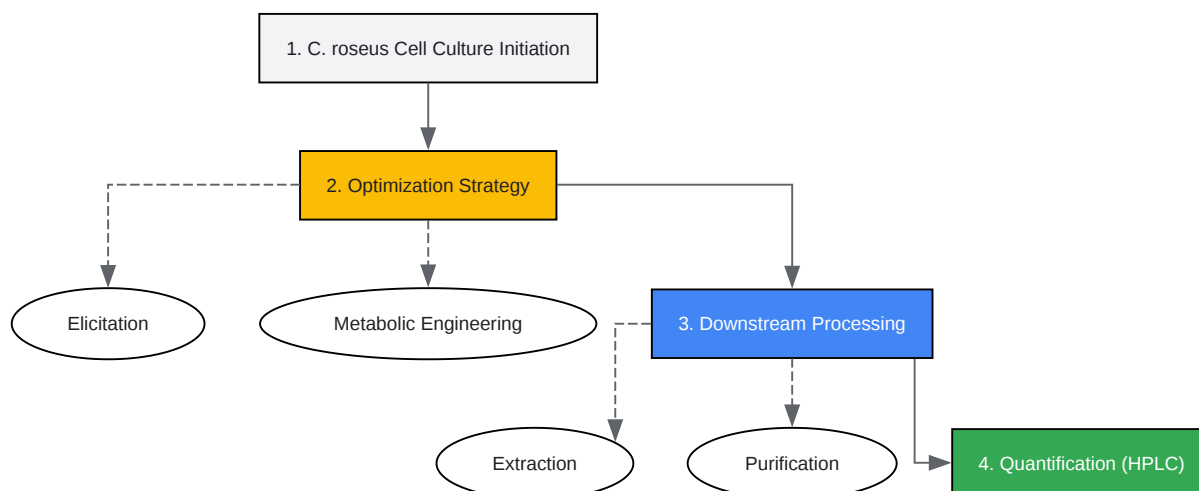 1. C. roseus Cell Culture Initiation
2. Optimization Strategy
Elicitation
Metabolic Engineering
3. Downstream Processing
Extraction
Purification
4. Quantification (HPLC)